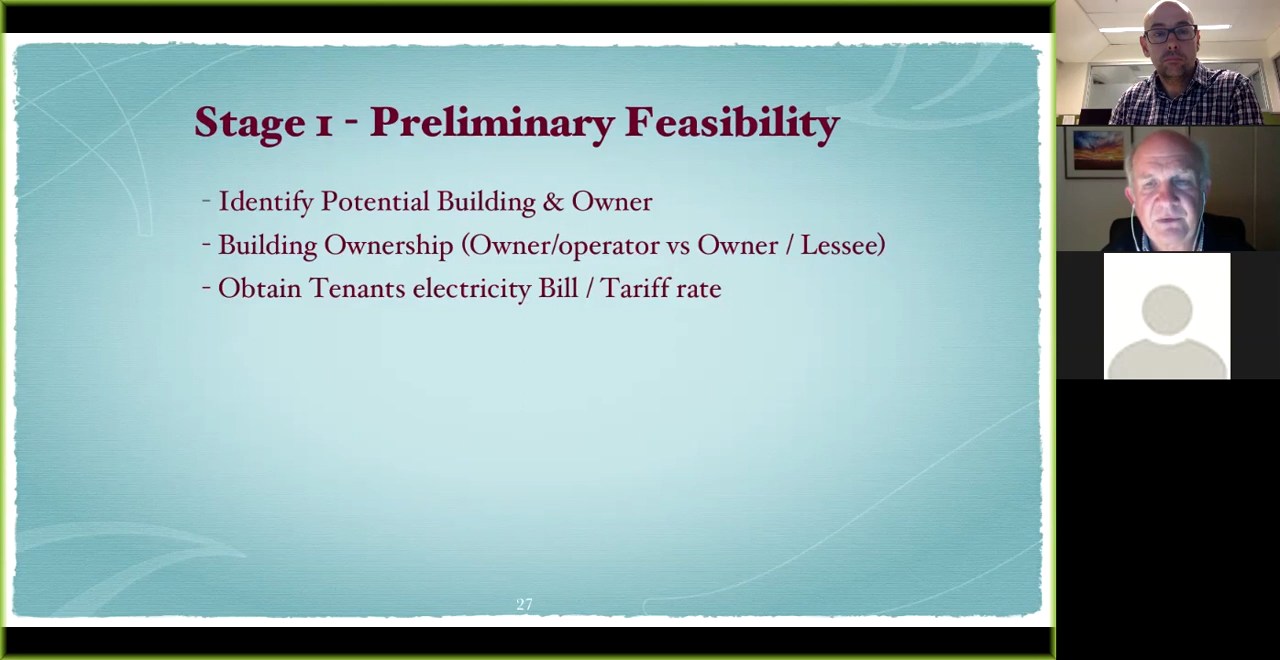 Stage 1 - Preliminary Feasibility
- Identify Potential Building & Owner
- Building Ownership (Owner/operator vs Owner / Lessee)
- Obtain Tenants electricity Bill / Tariff rate
27